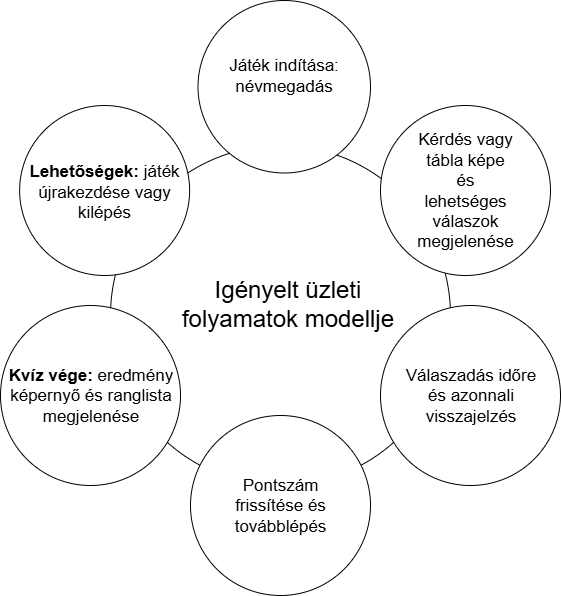 Játék indítása:
névmegadás
Kérdés vagy
tábla képe
és
lehetséges
válaszok
megjelenése
Lehetőségek: játék
újrakezdése vagy
kilépés
Igényelt üzleti
folyamatok modellje
Válaszadás időre
és azonnali
visszajelzés
Kvíz vége: eredmény
képernyő és ranglista
megjelenése
Pontszám
frissítése és
továbblépés